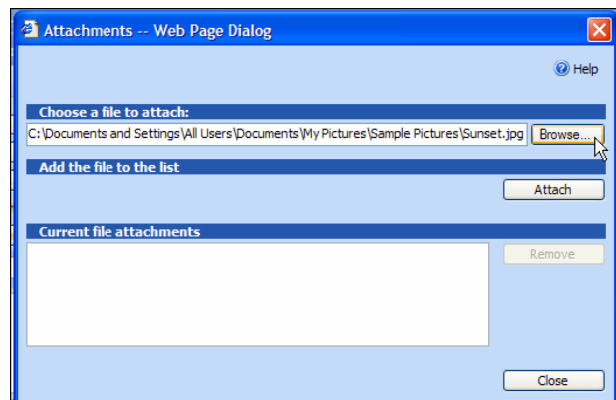 Attachments -- Web Page Dialog
Help
Choose a file to attach:
C:\Documents and Settings\All Users\Documents\My Pictures\Sample Pictures\Sunset.jpg Browse...
Add the file to the list
Attach
Current file attachments
Remove
Close